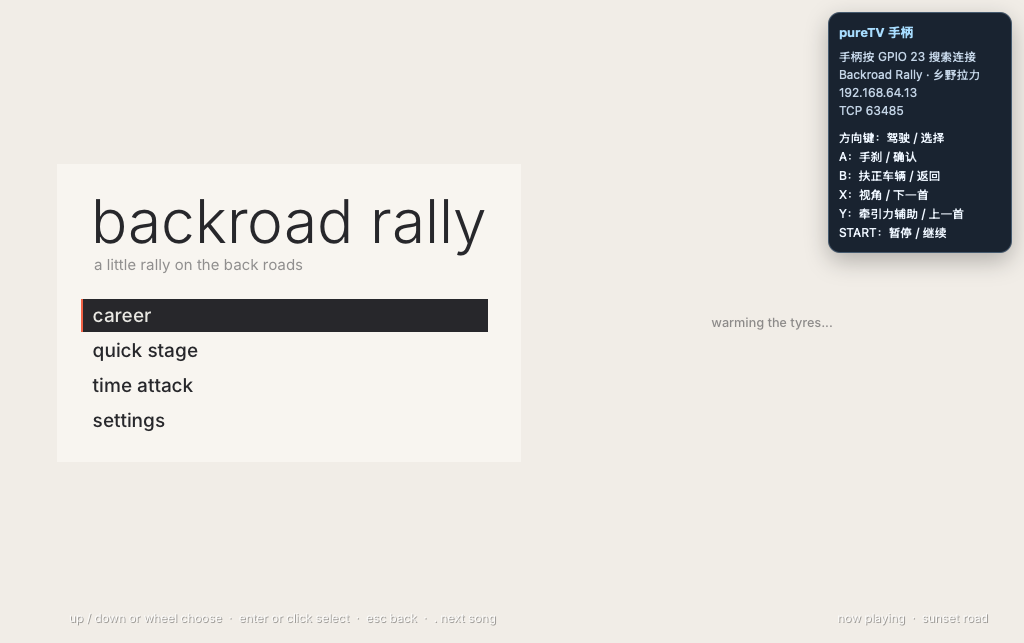 backroad rally
a little rally on the back roads
career
quick stage
time attack
settings
warming the tyres...
pureTV 手柄
手柄按 GPIO 23 搜索连接
Backroad Rally · 乡野拉力
192.168.64.13
TCP 63485
方向键：驾驶 / 选择
A：手刹 / 确认
B：扶正车辆 / 返回
X：视角 / 下一首
Y：牵引力辅助 / 上一首
START：暂停 / 继续
up / down or wheel choose · enter or click select · esc back · . next song
now playing · sunset road